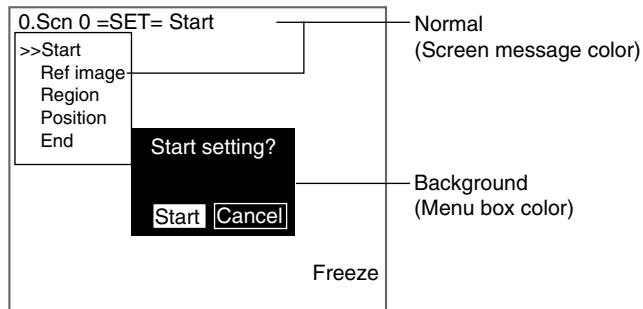 0.Scn 0 =SET= Start
>>Start
Ref image
Region
Position
End
Start setting?
Start Cancel
Freeze
Normal
(Screen message color)
Background
(Menu box color)